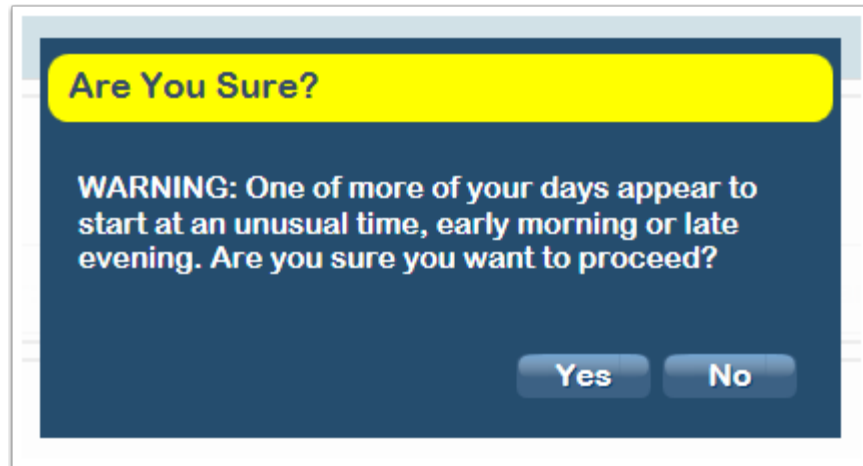 Are You Sure?
WARNING: One of more of your days appear to
start at an unusual time, early morning or late
evening. Are you sure you want to proceed?
Yes No